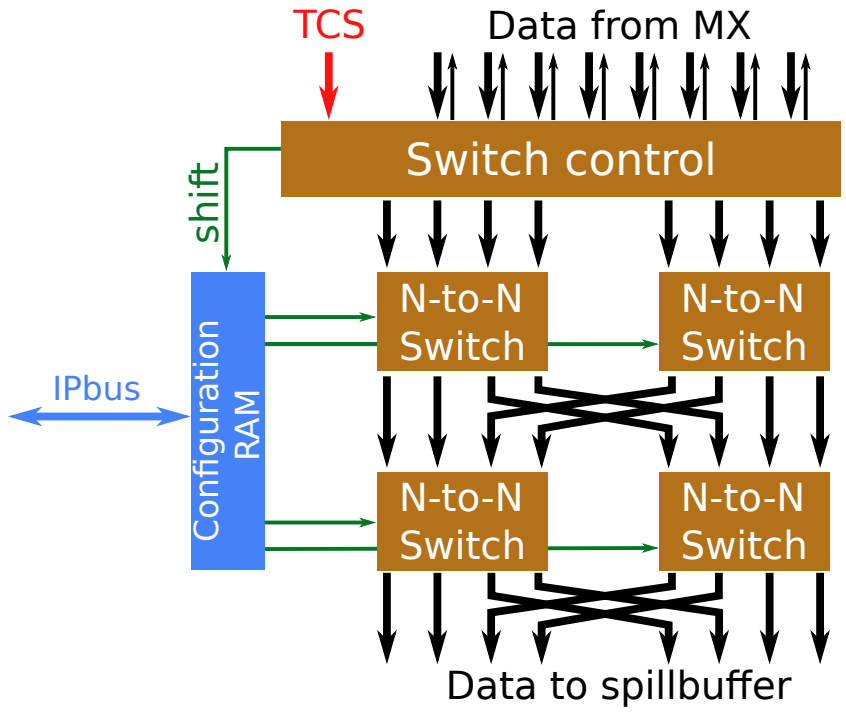 TCS
Data from MX
Switch control
shift
N-to-N
Switch
N-to-N
Switch
IPbus
Configuration
RAM
N-to-N
Switch
N-to-N
Switch
Data to spillbuffer